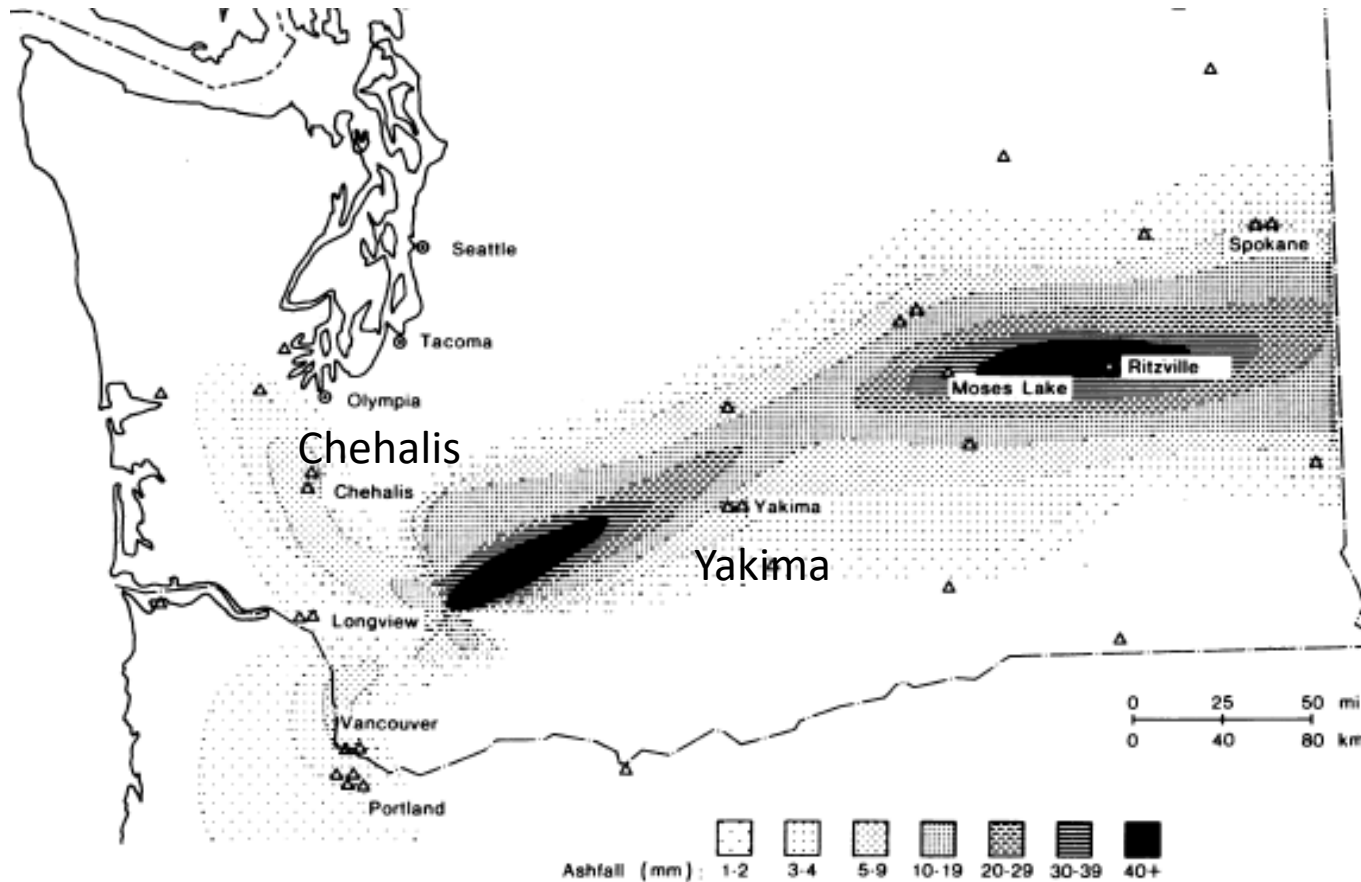 Spokane
Seattle
Tacoma
Ritzville
Moses Lake
Olympia
Chehalis
Chehalis
Yakima
Yakima
Longview
0 25 50 mi
0 40 80 km
Vancouver
Portland
Ashfall (mm): 1-2 3-4 5-9 10-19 20-29 30-39 40+